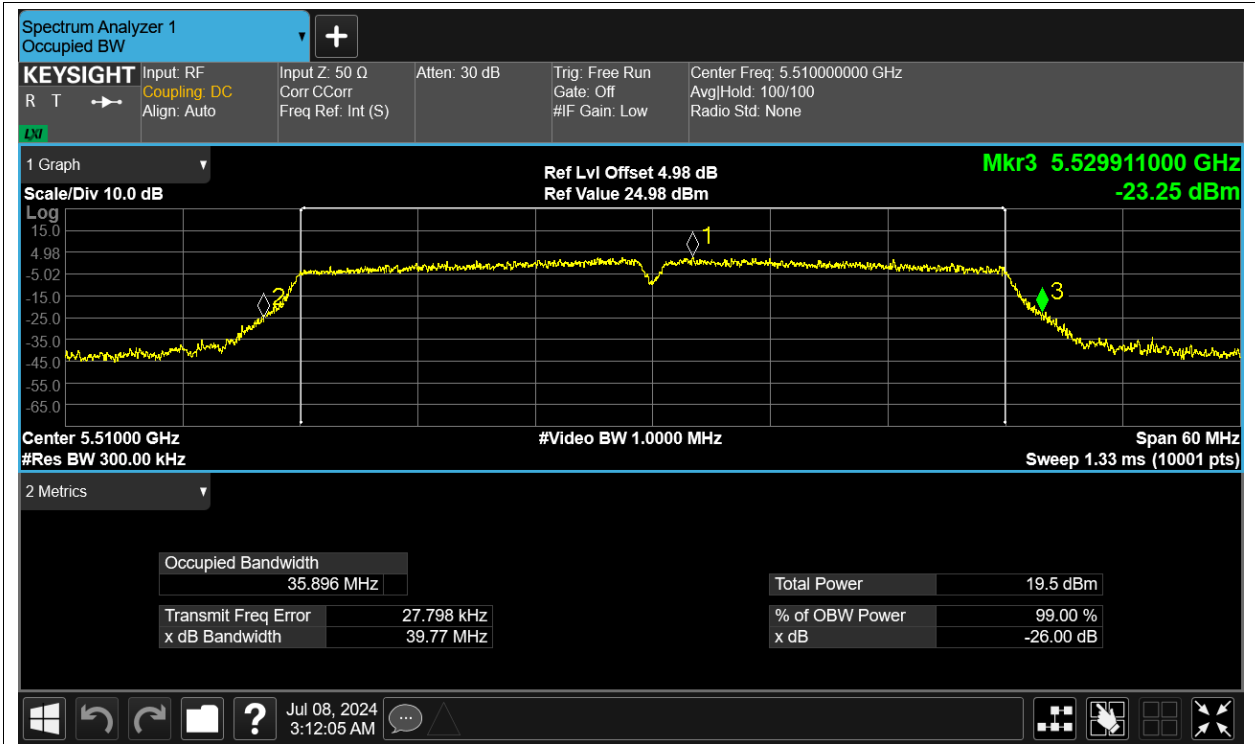 Spectrum Analyzer 1
Occupied BW
KEYSIGHT
R T
LXI
Input: RF
Coupling: DC
Align: Auto
Input Z: 50 Ω
Corr CCorr
Freq Ref: Int (S)
Atten: 30 dB
Trig: Free Run
Gate: Off
#IF Gain: Low
Center Freq: 5.510000000 GHz
Avg|Hold: 100/100
Radio Std: None
1 Graph
Scale/Div 10.0 dB
Ref Lvl Offset 4.98 dB
Ref Value 24.98 dBm
Mkr3 5.529911000 GHz
-23.25 dBm
Log
15.0
4.98
-5.02
-15.0
-25.0
-35.0
-45.0
-55.0
-65.0
1
2
3
Center 5.51000 GHz
#Video BW 1.0000 MHz
Span 60 MHz
#Res BW 300.00 kHz
Sweep 1.33 ms (10001 pts)
2 Metrics
Occupied Bandwidth
35.896 MHz
Transmit Freq Error 27.798 kHz
x dB Bandwidth 39.77 MHz
Total Power 19.5 dBm
% of OBW Power 99.00 %
x dB -26.00 dB
?
Jul 08, 2024
3:12:05 AM